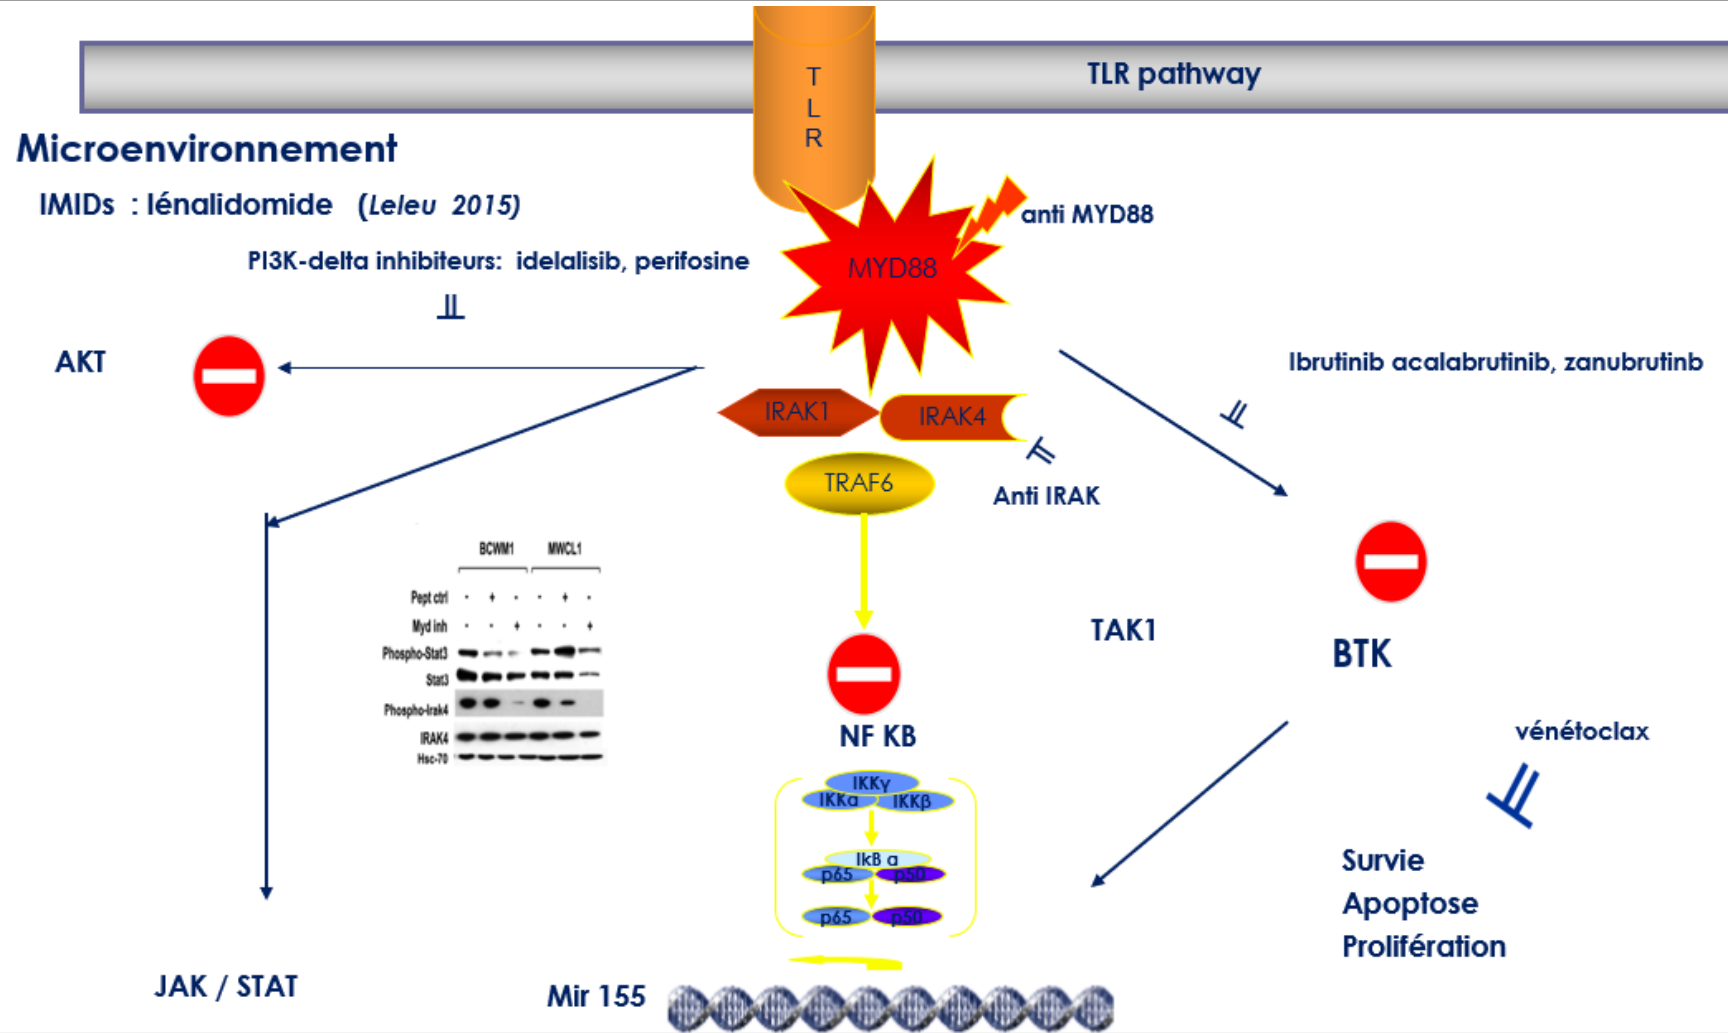 TLR pathway
T
L
R
Microenvironnement
IMIDs : lénalidomide (Leleu 2015)
anti MYD88
PI3K-delta inhibiteurs: idelalisib, perifosine
MYD88
AKT
Ibrutinib acalabrutinib, zanubrutinb
IRAK1
IRAK4
TRAF6
Anti IRAK
BCWM1 MWCL1
Pept ctrl - + - - + -
Myd inh - - + - - +
Phospho-Stat3
Stat3
Phospho-Irak4
IRAK4
Hsc-70
TAK1
BTK
NF KB
vénétoclax
IKKγ
IKKα IKKβ
IkB α
p65 p50
p65 p50
Survie
Apoptose
Prolifération
JAK / STAT
Mir 155